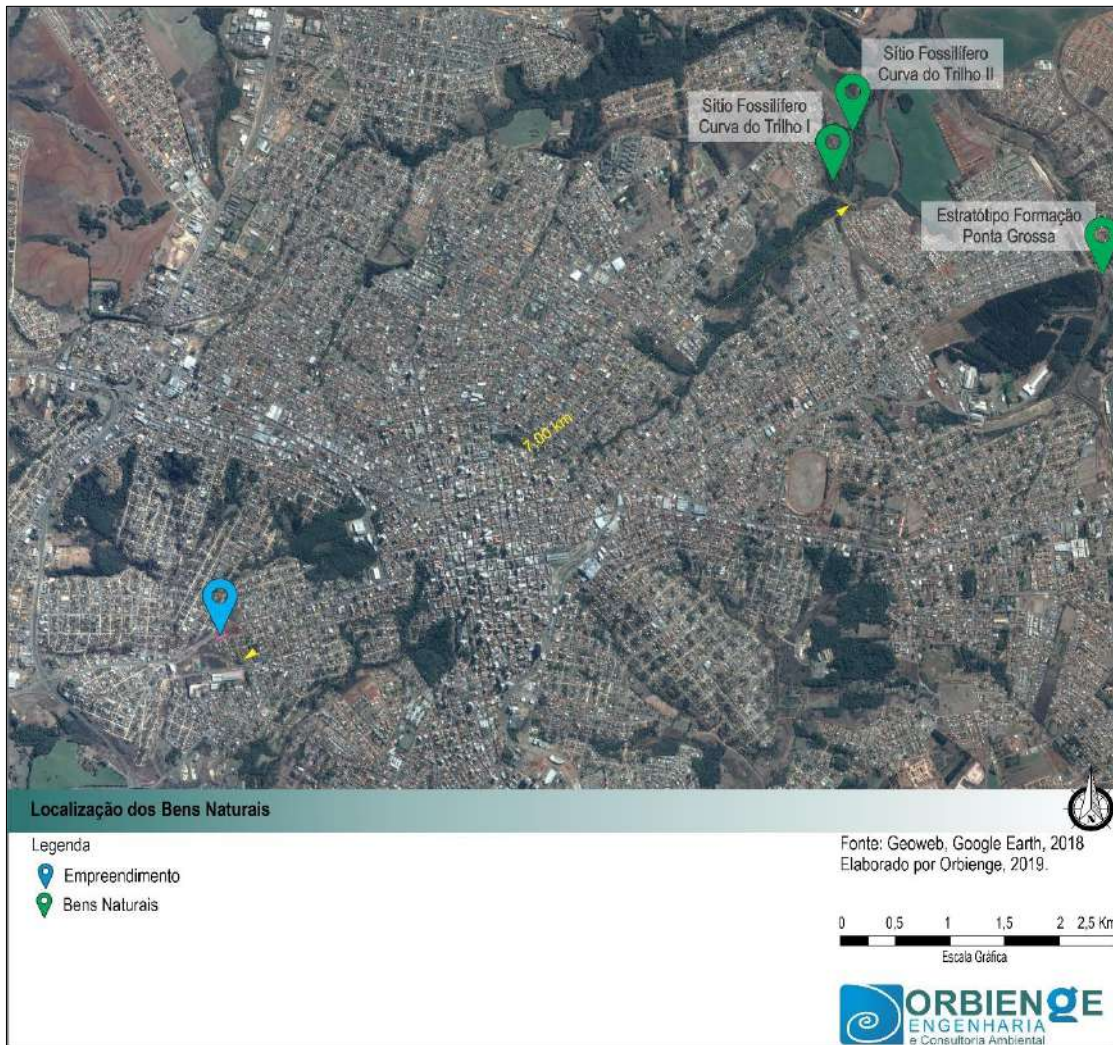 Sítio Fossilífero
Curva do Trilho II
Sítio Fossilífero
Curva do Trilho I
Estratótipo Formação
Ponta Grossa
7,00 km
Localização dos Bens Naturais
N
Legenda
Empreendimento
Bens Naturais
Fonte: Geoweb, Google Earth, 2018
Elaborado por Orbienge, 2019.
0 0,5 1 1,5 2 2,5 Km
Escala Gráfica
ORBIENGE
ENGENHARIA
e Consultoria Ambiental